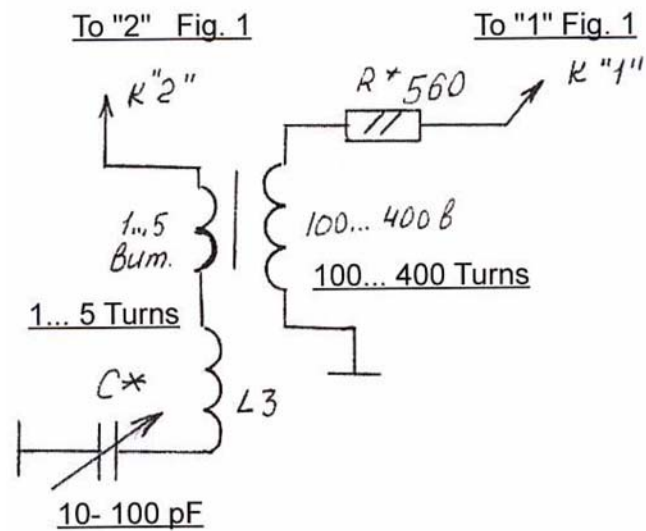 To "2" Fig. 1
To "1" Fig. 1
к "2"
R* 560
к "1"
1...5
вит.
100... 400 в
100... 400 Turns
1... 5 Turns
C*
L3
10- 100 pF